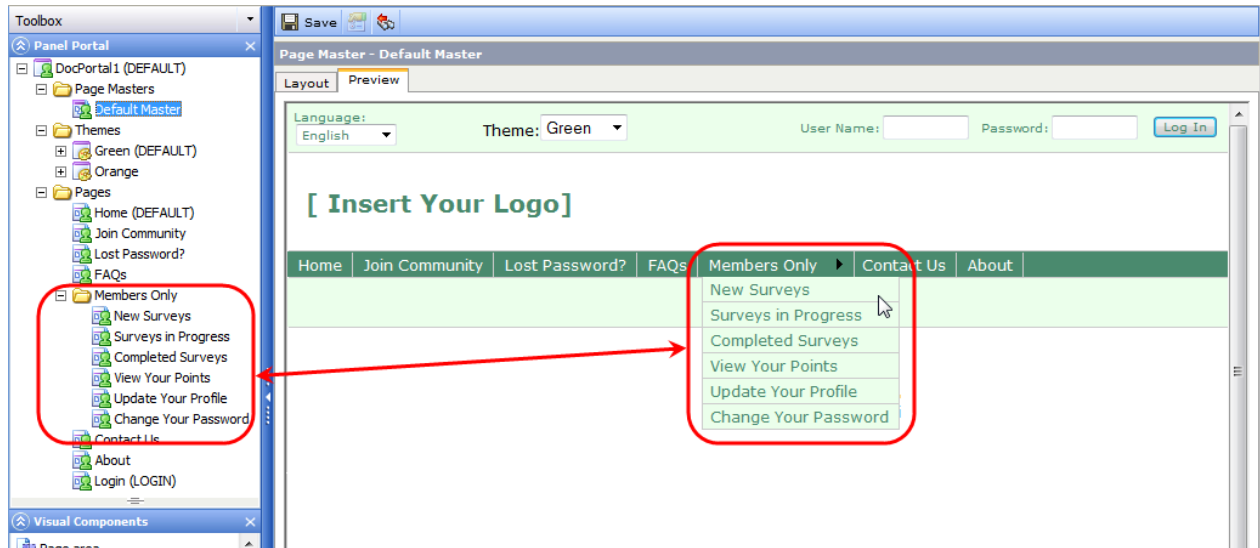 Toolbox
Panel Portal
DocPortal1 (DEFAULT)
Page Masters
Default Master
Themes
Green (DEFAULT)
Orange
Pages
Home (DEFAULT)
Join Community
Lost Password?
FAQs
Members Only
New Surveys
Surveys in Progress
Completed Surveys
View Your Points
Update Your Profile
Change Your Password
Contact Us
About
Login (LOGIN)
Visual Components
Page area
Save
Page Master - Default Master
Layout Preview
Language:
English Theme: Green User Name: Password: Log In
[ Insert Your Logo]
Home Join Community Lost Password? FAQs Members Only Contact Us About
New Surveys
Surveys in Progress
Completed Surveys
View Your Points
Update Your Profile
Change Your Password